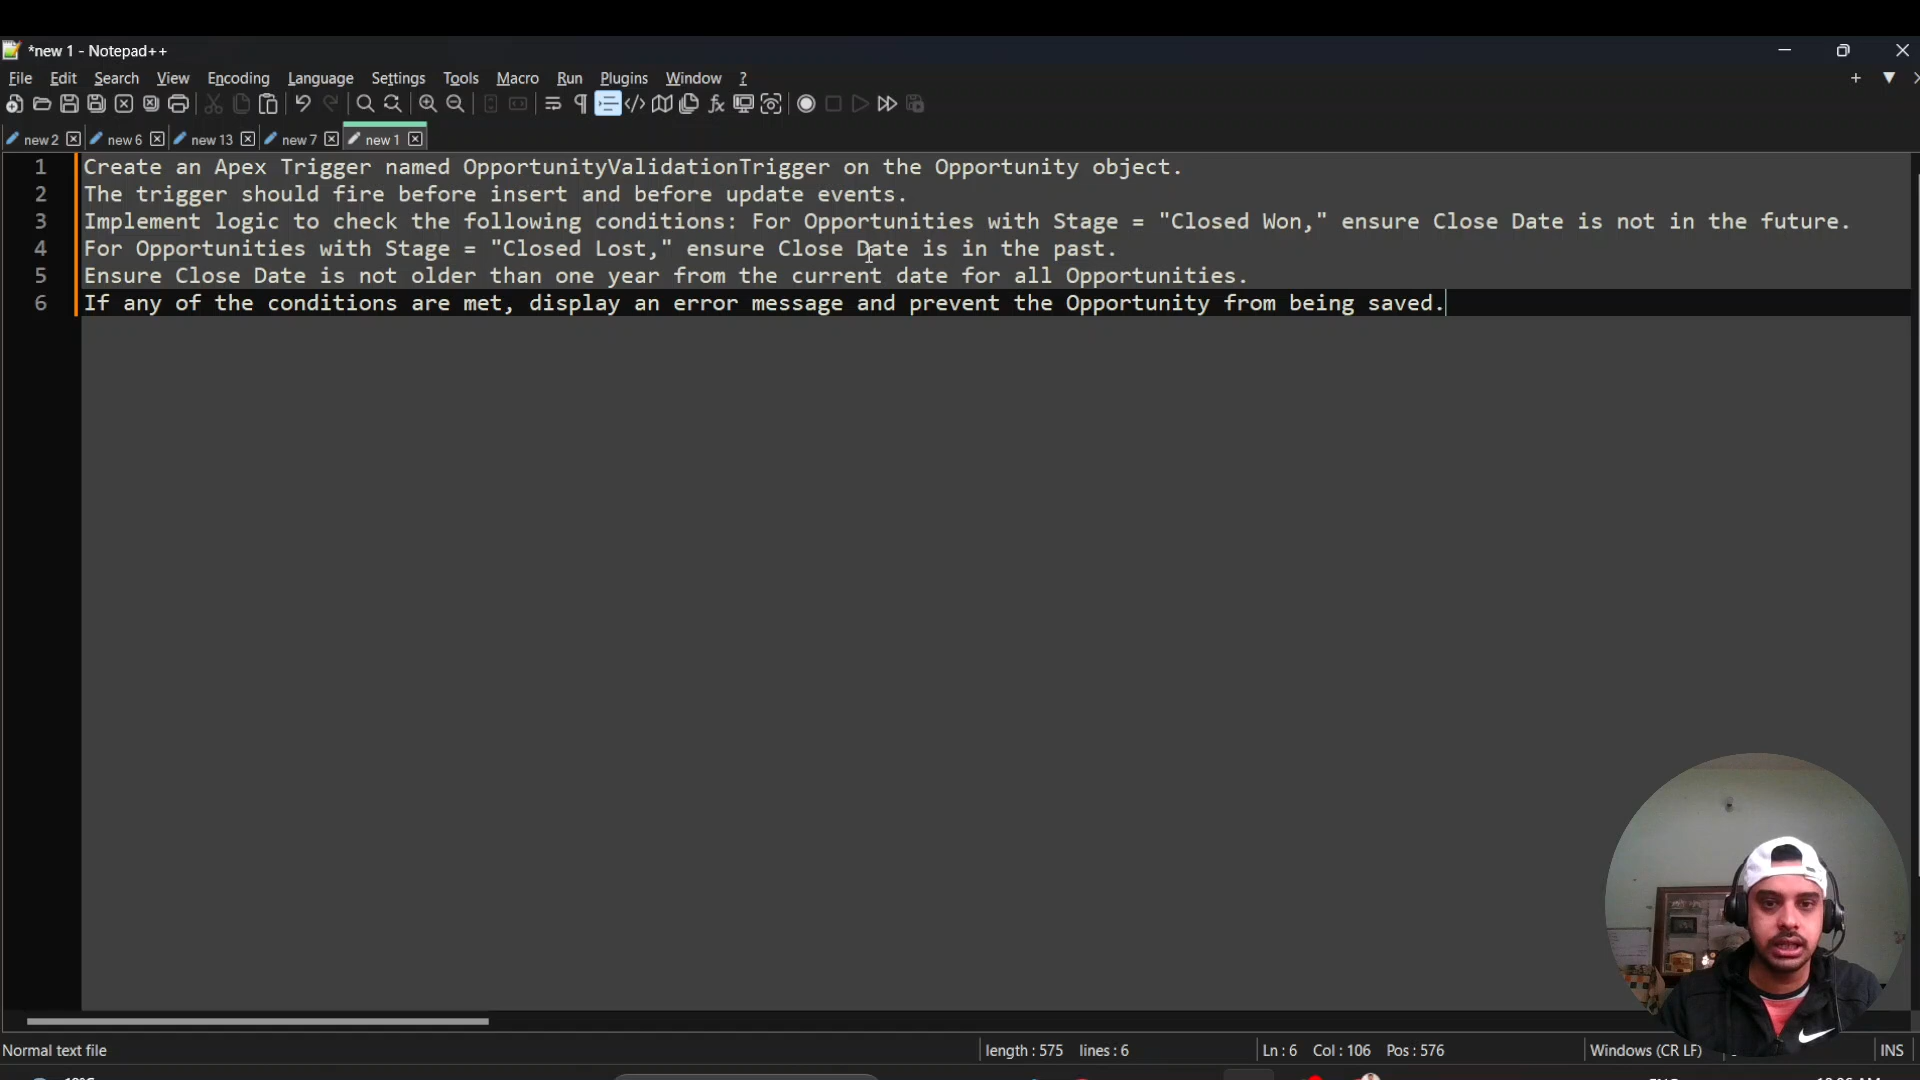 *new 1 - Notepad++
File Edit Search View Encoding Language Settings Tools Macro Run Plugins Window ?
new 2 new 6 new 13 new 7 new 1
1 Create an Apex Trigger named OpportunityValidationTrigger on the Opportunity object.
2 The trigger should fire before insert and before update events.
3 Implement logic to check the following conditions: For Opportunities with Stage = "Closed Won," ensure Close Date is not in the future.
4 For Opportunities with Stage = "Closed Lost," ensure Close Date is in the past.
5 Ensure Close Date is not older than one year from the current date for all Opportunities.
6 If any of the conditions are met, display an error message and prevent the Opportunity from being saved.
Normal text file length : 575 lines : 6 Ln : 6 Col : 106 Pos : 576 Windows (CR LF) INS